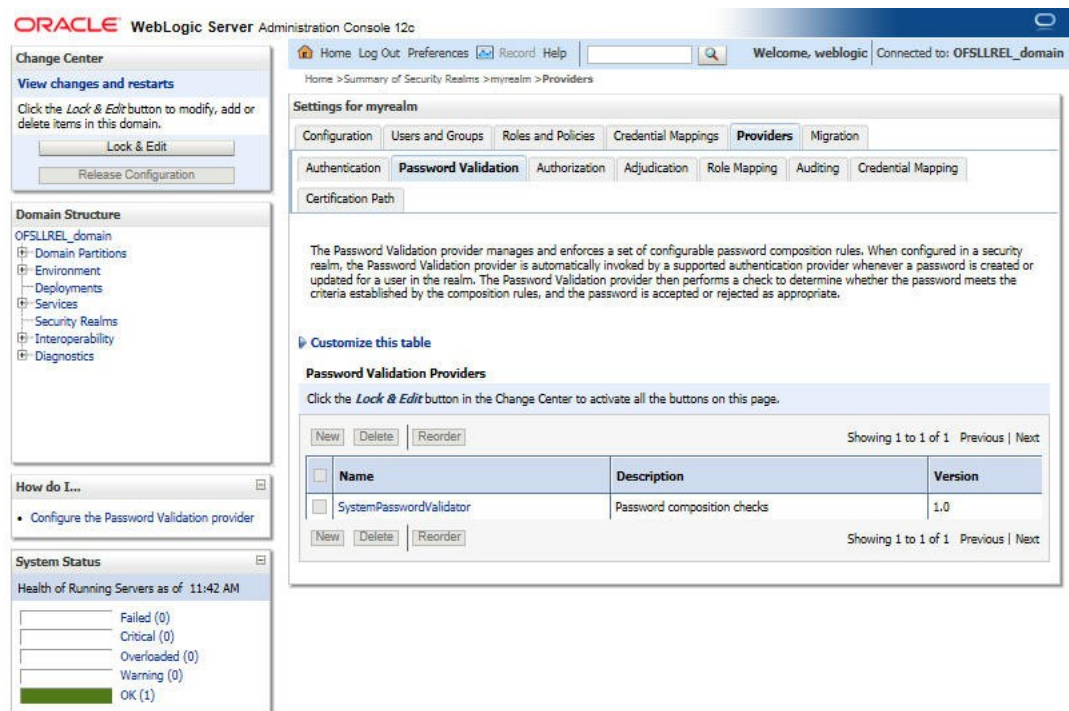 ORACLE WebLogic Server Administration Console 12c
Change Center
View changes and restarts
Click the Lock & Edit button to modify, add or
delete items in this domain.
Lock & Edit
Release Configuration
Domain Structure
OFSLLREL_domain
Domain Partitions
Environment
Deployments
Services
Security Realms
Interoperability
Diagnostics
How do I...
Configure the Password Validation provider
System Status
Health of Running Servers as of 11:42 AM
Failed (0)
Critical (0)
Overloaded (0)
Warning (0)
OK (1)
Home Log Out Preferences Record Help
Welcome, weblogic Connected to: OFSLLREL_domain
Home >Summary of Security Realms >myrealm >Providers
Settings for myrealm
Configuration Users and Groups Roles and Policies Credential Mappings Providers Migration
Authentication Password Validation Authorization Adjudication Role Mapping Auditing Credential Mapping
Certification Path
The Password Validation provider manages and enforces a set of configurable password composition rules. When configured in a security
realm, the Password Validation provider is automatically invoked by a supported authentication provider whenever a password is created or
updated for a user in the realm. The Password Validation provider then performs a check to determine whether the password meets the
criteria established by the composition rules, and the password is accepted or rejected as appropriate.
Customize this table
Password Validation Providers
Click the Lock & Edit button in the Change Center to activate all the buttons on this page.
New Delete Reorder Showing 1 to 1 of 1 Previous | Next
Name Description Version
SystemPasswordValidator Password composition checks 1.0
New Delete Reorder Showing 1 to 1 of 1 Previous | Next